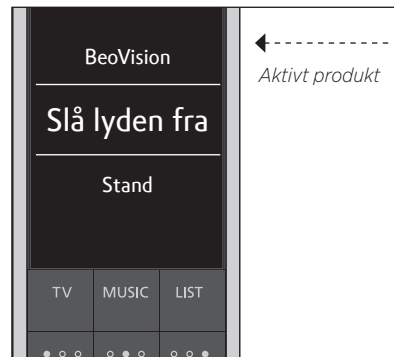 BeoVision
Aktivt produkt
Slå lyden fra
Stand
TV MUSIC LIST